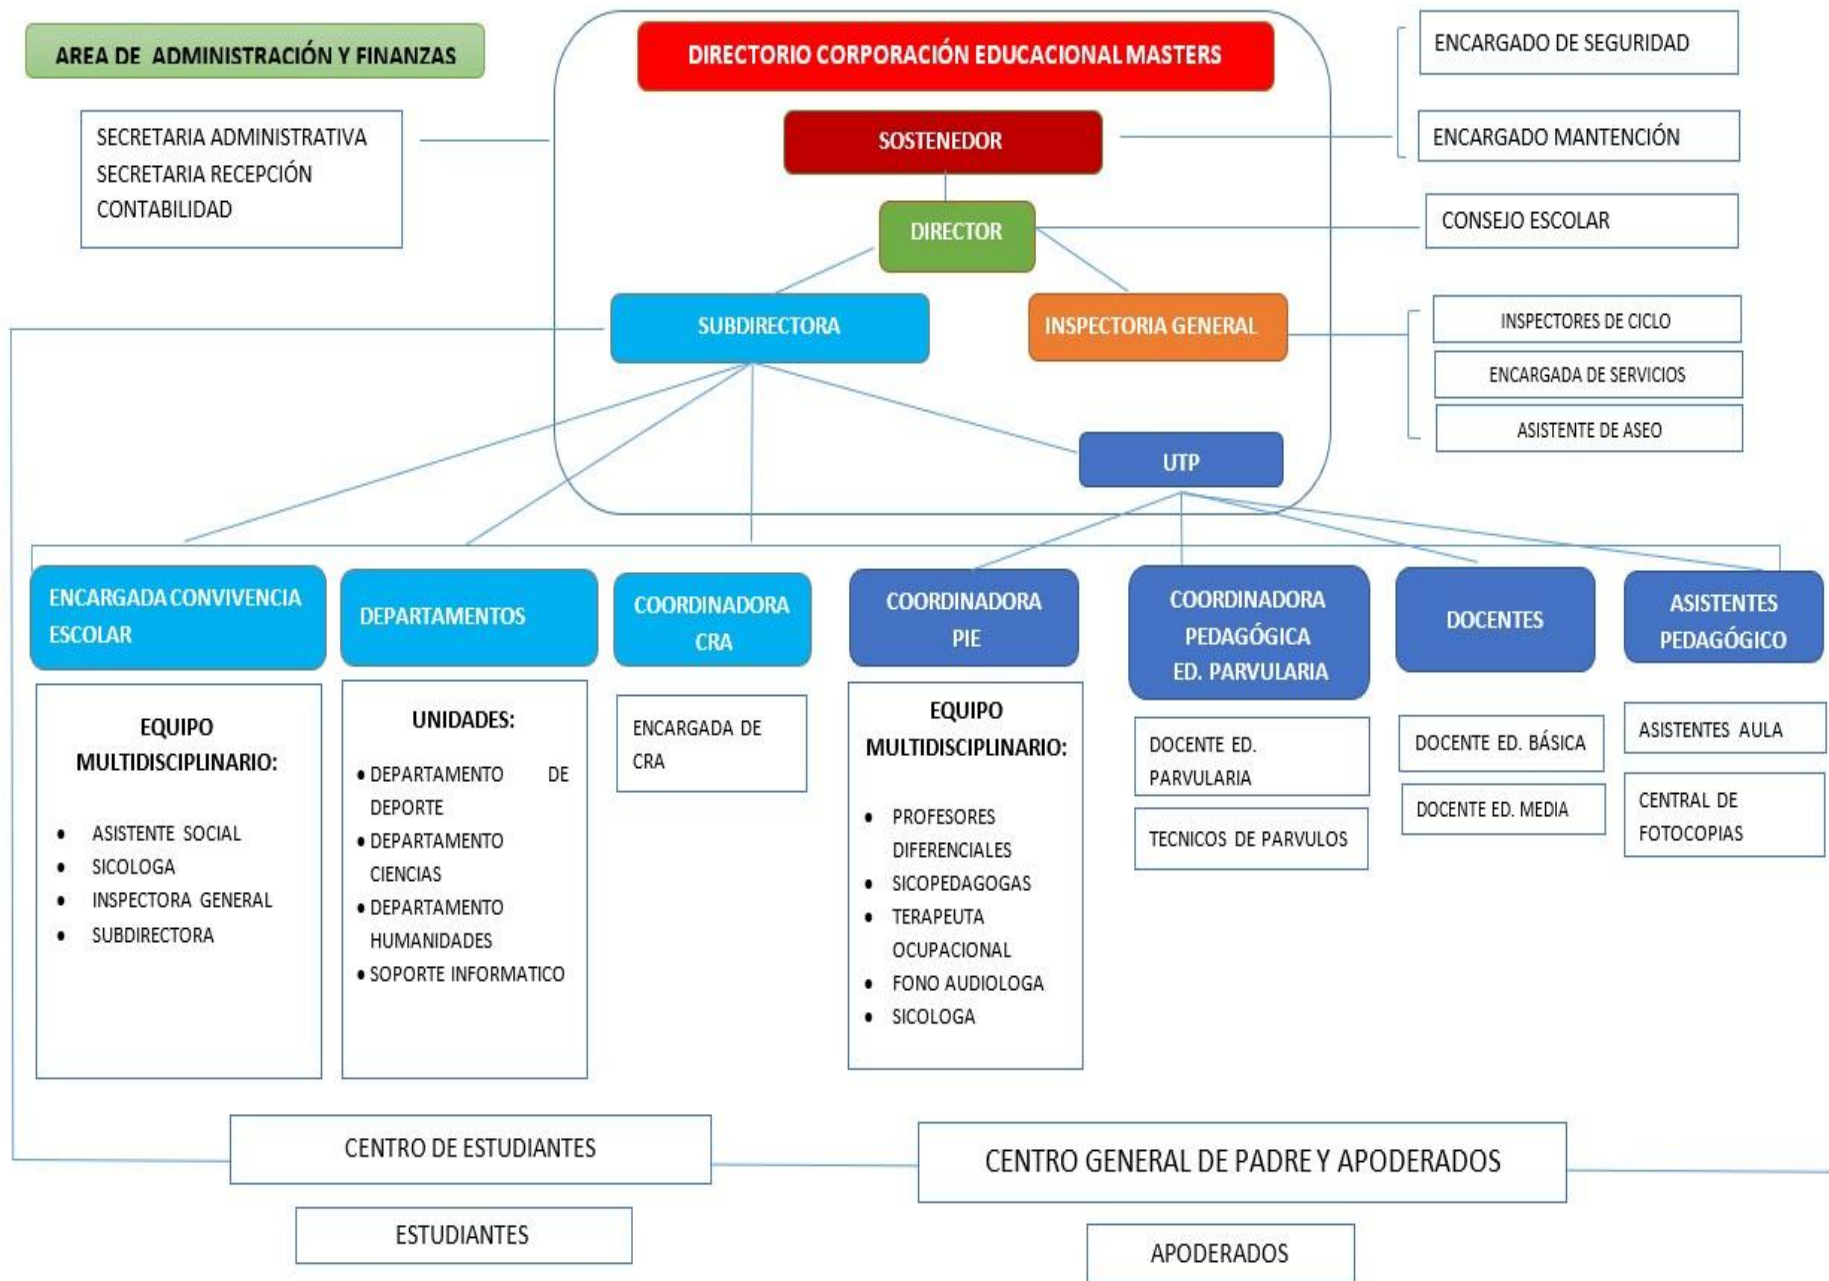 AREA DE ADMINISTRACIÓN Y FINANZAS
DIRECTORIO CORPORACIÓN EDUCACIONAL MASTERS
ENCARGADO DE SEGURIDAD
SECRETARIA ADMINISTRATIVA
SECRETARIA RECEPCIÓN
CONTABILIDAD
SOSTENEDOR
ENCARGADO MANTENCIÓN
DIRECTOR
CONSEJO ESCOLAR
SUBDIRECTORA
INSPECTORIA GENERAL
INSPECTORES DE CICLO
ENCARGADA DE SERVICIOS
ASISTENTE DE ASEO
UTP
ENCARGADA CONVIVENCIA
ESCOLAR
DEPARTAMENTOS
COORDINADORA
CRA
COORDINADORA
PIE
COORDINADORA
PEDAGÓGICA
ED. PARVULARIA
DOCENTES
ASISTENTES
PEDAGÓGICO
EQUIPO
MULTIDISCIPLINARIO:
• ASISTENTE SOCIAL
• SICOLOGA
• INSPECTORA GENERAL
• SUBDIRECTORA
UNIDADES:
• DEPARTAMENTO DE
DEPORTE
• DEPARTAMENTO
CIENCIAS
• DEPARTAMENTO
HUMANIDADES
• SOPORTE INFORMATICO
ENCARGADA DE
CRA
EQUIPO
MULTIDISCIPLINARIO:
• PROFESORES
DIFERENCIALES
• SICOPEDAGOGAS
• TERAPEUTA
OCUPACIONAL
• FONO AUDIOLOGA
• SICOLOGA
DOCENTE ED.
PARVULARIA
TECNICOS DE PARVULOS
DOCENTE ED. BÁSICA
DOCENTE ED. MEDIA
ASISTENTES AULA
CENTRAL DE
FOTOCOPIAS
CENTRO DE ESTUDIANTES
CENTRO GENERAL DE PADRE Y APODERADOS
ESTUDIANTES
APODERADOS